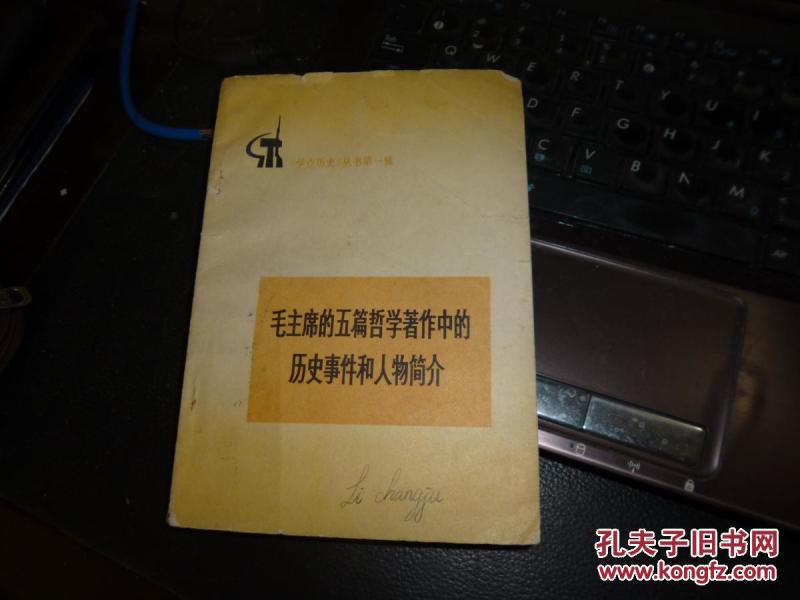 《学点历史》丛书第一辑
毛主席的五篇哲学著作中的
历史事件和人物简介
Li changju
孔夫子旧书网
www.kongfz.com